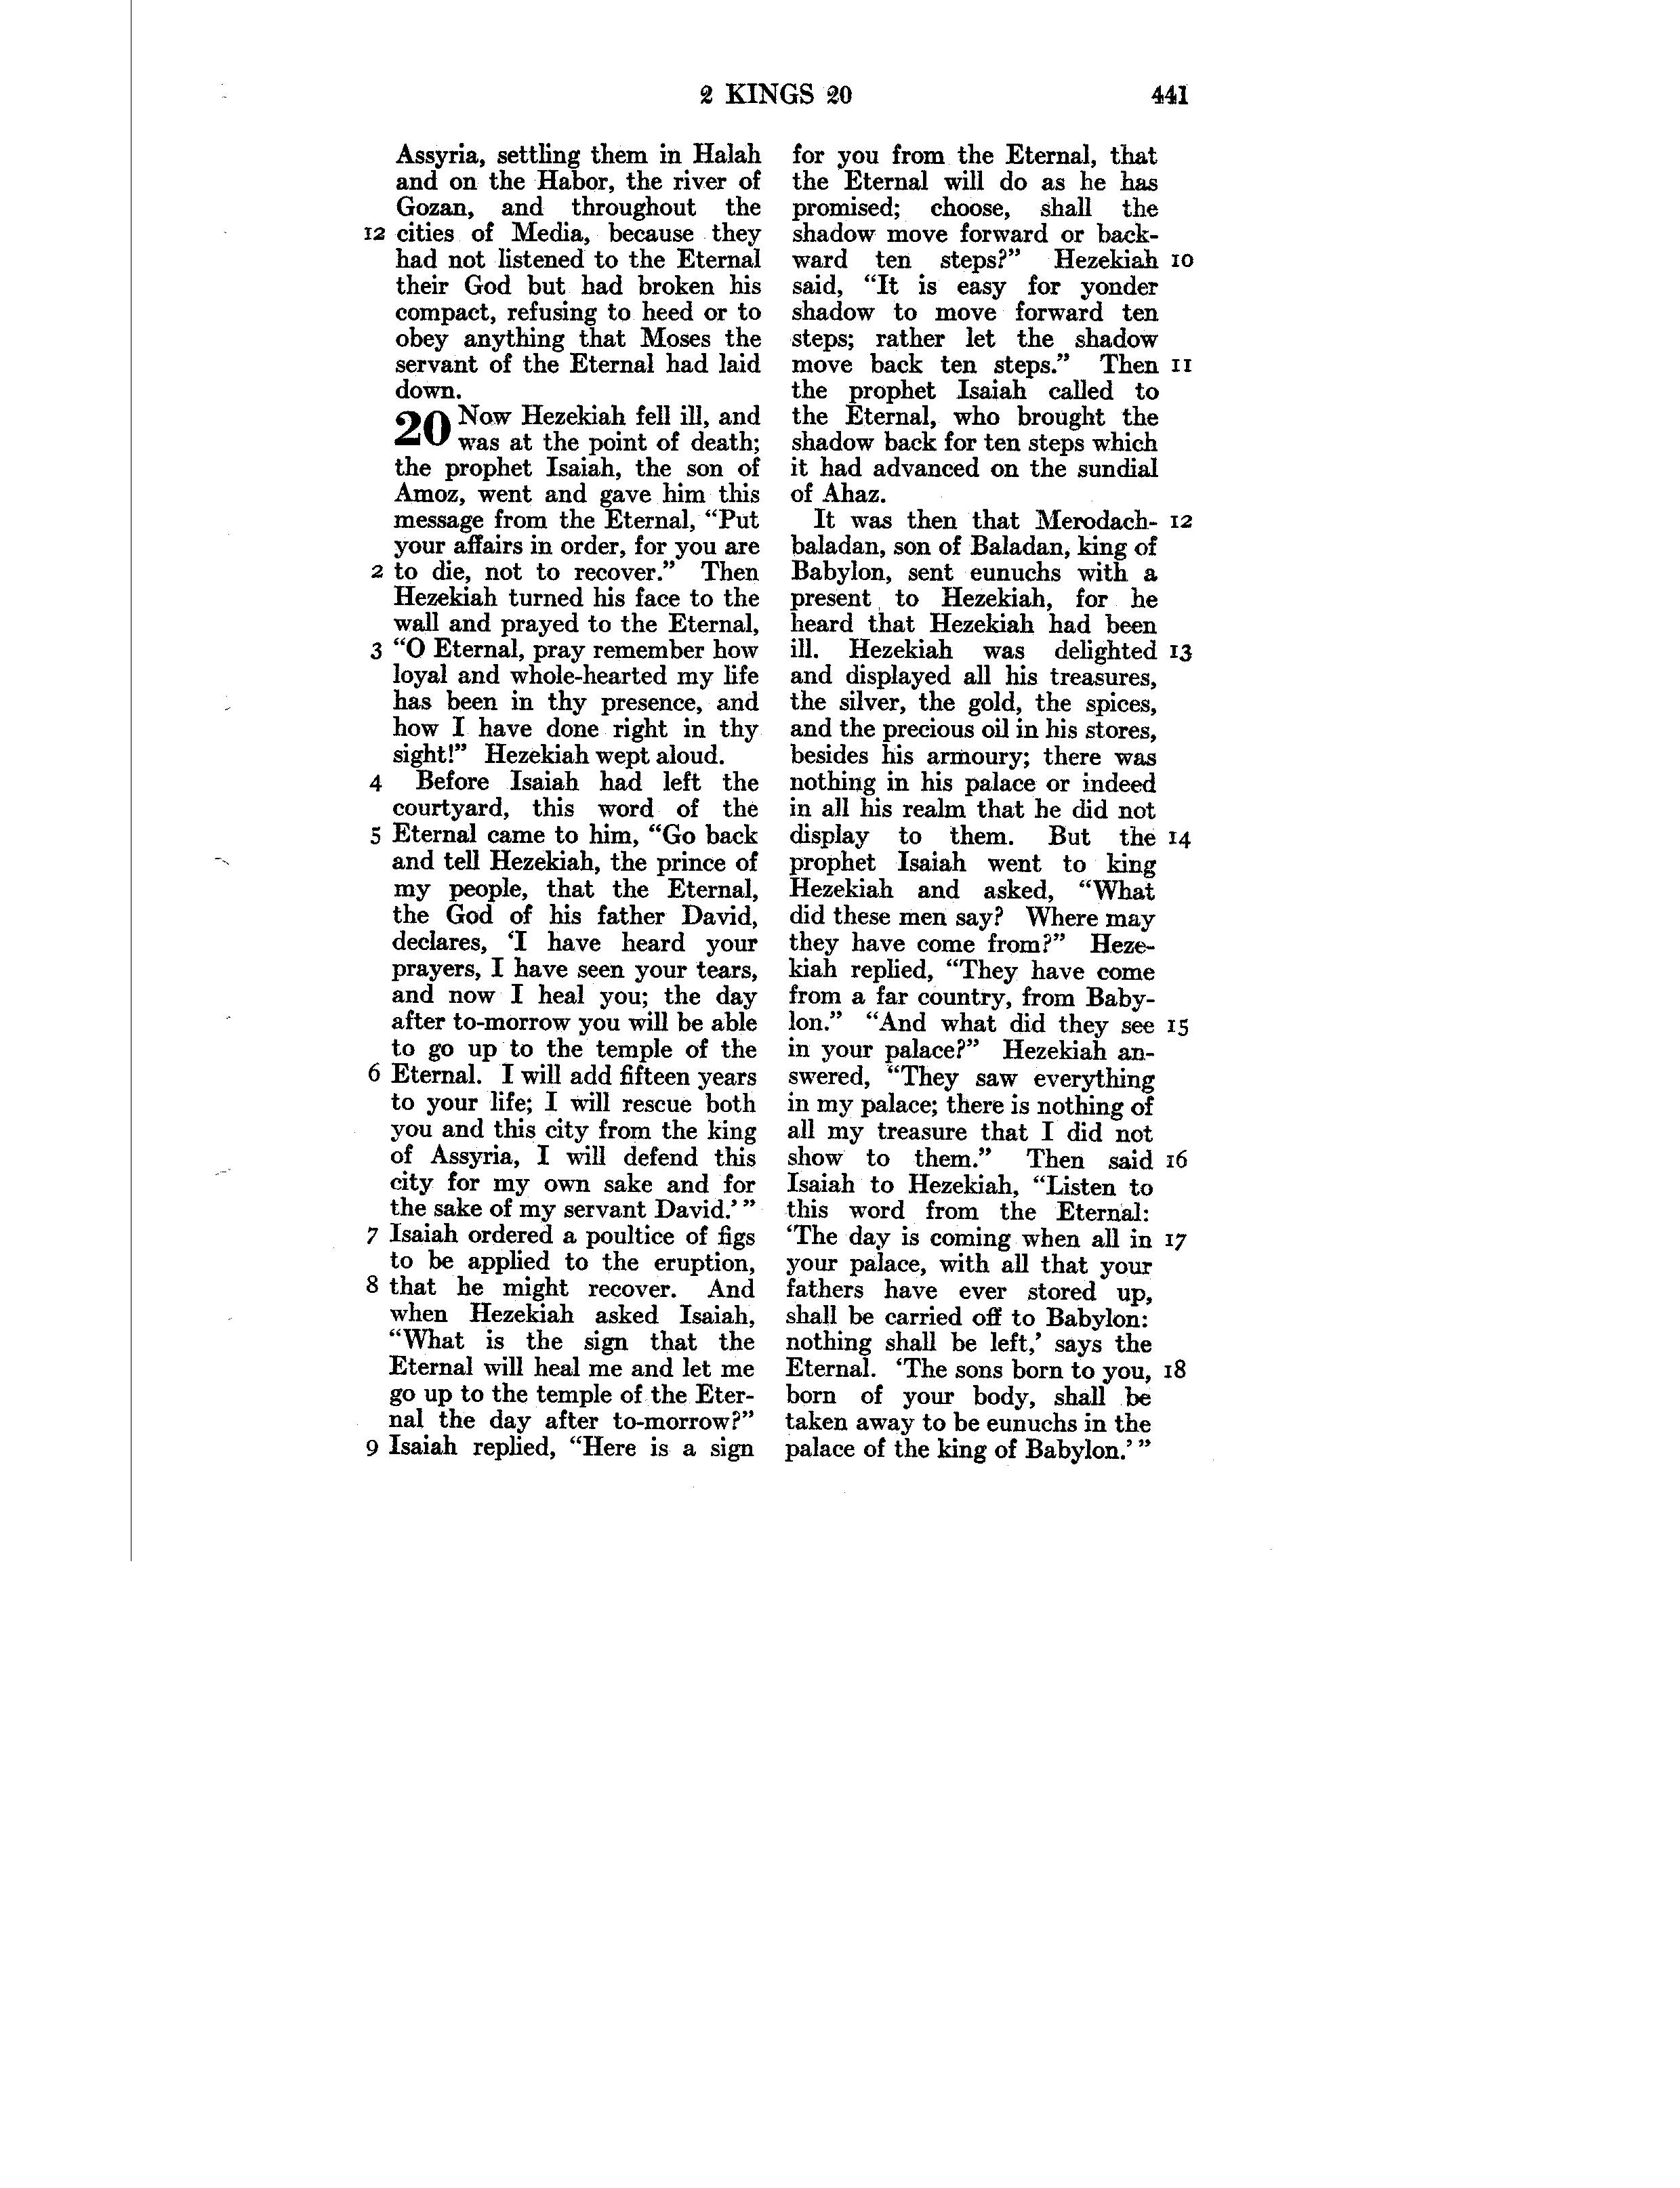 2 KINGS 20 441
Assyria, settling them in Halah
and on the Habor, the river of
Gozan, and throughout the
12 cities of Media, because they
had not listened to the Eternal
their God but had broken his
compact, refusing to heed or to
obey anything that Moses the
servant of the Eternal had laid
down.
20 Now Hezekiah fell ill, and
was at the point of death;
the prophet Isaiah, the son of
Amoz, went and gave him this
message from the Eternal, “Put
your affairs in order, for you are
2 to die, not to recover.” Then
Hezekiah turned his face to the
wall and prayed to the Eternal,
3 “O Eternal, pray remember how
loyal and whole-hearted my life
has been in thy presence, and
how I have done right in thy
sight!” Hezekiah wept aloud.
4 Before Isaiah had left the
courtyard, this word of the
5 Eternal came to him, “Go back
and tell Hezekiah, the prince of
my people, that the Eternal,
the God of his father David,
declares, ‘I have heard your
prayers, I have seen your tears,
and now I heal you; the day
after to-morrow you will be able
to go up to the temple of the
6 Eternal. I will add fifteen years
to your life; I will rescue both
you and this city from the king
of Assyria, I will defend this
city for my own sake and for
the sake of my servant David.’”
7 Isaiah ordered a poultice of figs
to be applied to the eruption,
8 that he might recover. And
when Hezekiah asked Isaiah,
“What is the sign that the
Eternal will heal me and let me
go up to the temple of the Eter-
nal the day after to-morrow?”
9 Isaiah replied, “Here is a sign
for you from the Eternal, that
the Eternal will do as he has
promised; choose, shall the
shadow move forward or back-
ward ten steps?” Hezekiah 10
said, “It is easy for yonder
shadow to move forward ten
steps; rather let the shadow
move back ten steps.” Then 11
the prophet Isaiah called to
the Eternal, who brought the
shadow back for ten steps which
it had advanced on the sundial
of Ahaz.
It was then that Merodach- 12
baladan, son of Baladan, king of
Babylon, sent eunuchs with a
present to Hezekiah, for he
heard that Hezekiah had been
ill. Hezekiah was delighted 13
and displayed all his treasures,
the silver, the gold, the spices,
and the precious oil in his stores,
besides his armoury; there was
nothing in his palace or indeed
in all his realm that he did not
display to them. But the 14
prophet Isaiah went to king
Hezekiah and asked, “What
did these men say? Where may
they have come from?” Heze-
kiah replied, “They have come
from a far country, from Baby-
lon.” “And what did they see 15
in your palace?” Hezekiah an-
swered, “They saw everything
in my palace; there is nothing of
all my treasure that I did not
show to them.” Then said 16
Isaiah to Hezekiah, “Listen to
this word from the Eternal:
‘The day is coming when all in 17
your palace, with all that your
fathers have ever stored up,
shall be carried off to Babylon:
nothing shall be left,’ says the
Eternal. ‘The sons born to you, 18
born of your body, shall be
taken away to be eunuchs in the
palace of the king of Babylon.’”